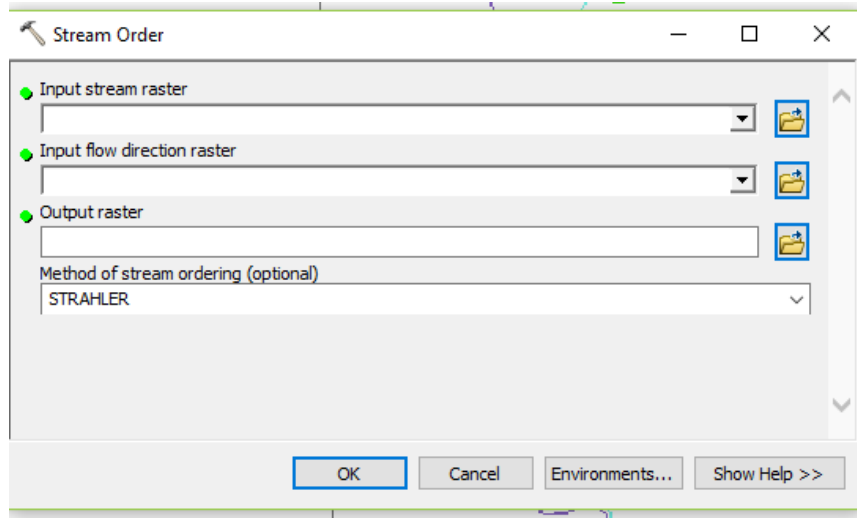 Stream Order
Input stream raster
Input flow direction raster
Output raster
Method of stream ordering (optional)
STRAHLER
OK Cancel Environments... Show Help >>